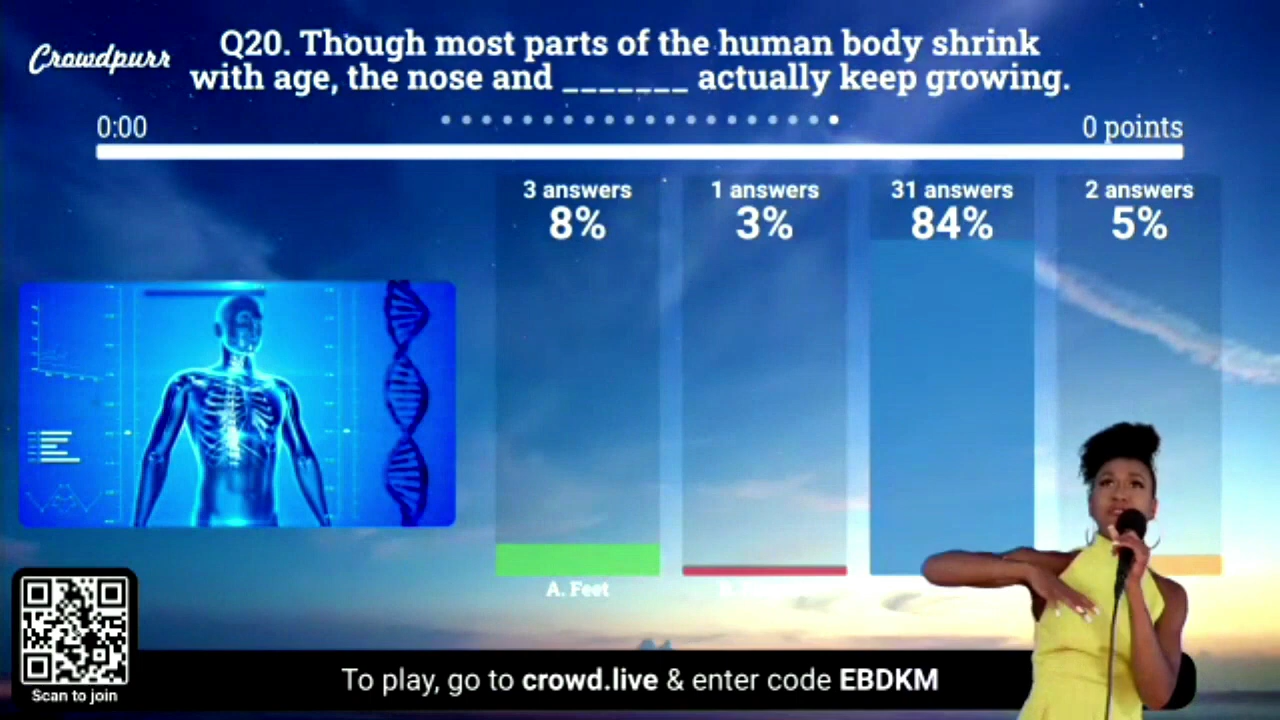 Crowdpurr
Q20. Though most parts of the human body shrink
with age, the nose and _______ actually keep growing.
0:00
0 points
3 answers
8%
1 answers
3%
31 answers
84%
2 answers
5%
A. Feet
Scan to join
To play, go to crowd.live & enter code EBDKM